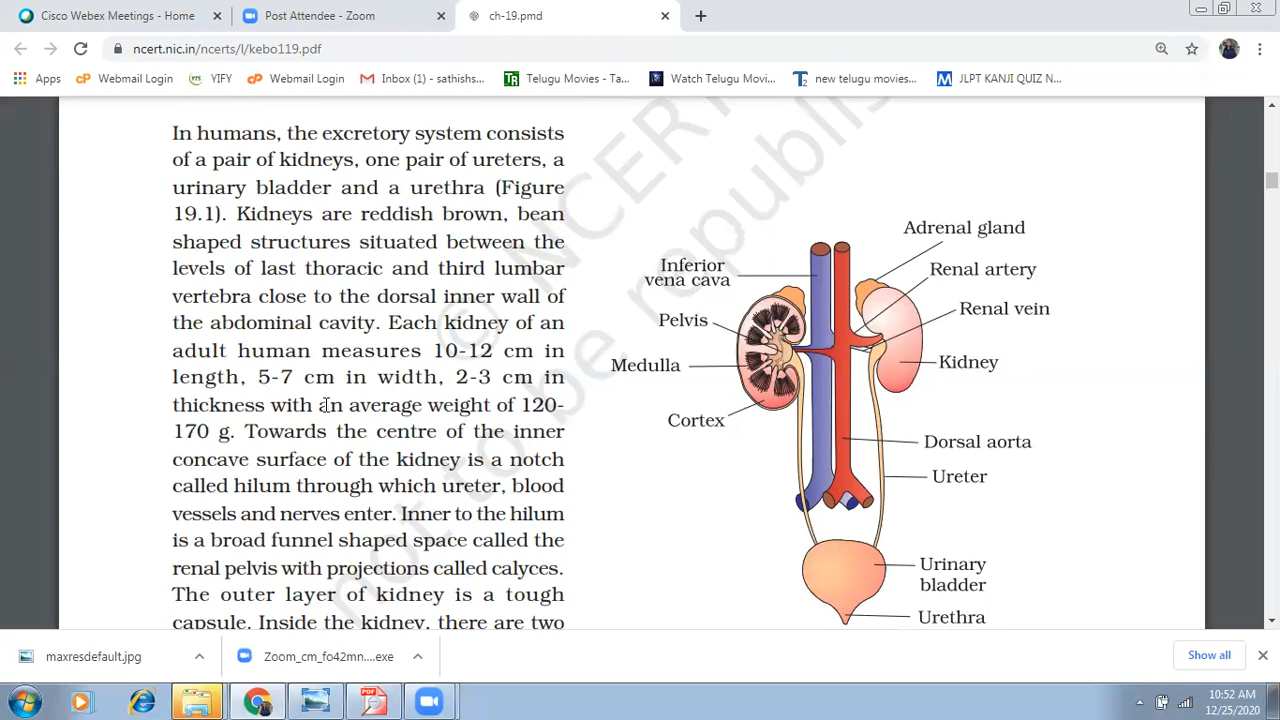 Cisco Webex Meetings - Home
Post Attendee - Zoom
ch-19.pmd
ncert.nic.in/ncerts/l/kebo119.pdf
Apps
Webmail Login
YIFY
Webmail Login
Inbox (1) - sathishs...
Telugu Movies - Ta...
Watch Telugu Movi...
new telugu movies...
JLPT KANJI QUIZ N...
In humans, the excretory system consists
of a pair of kidneys, one pair of ureters, a
urinary bladder and a urethra (Figure
19.1). Kidneys are reddish brown, bean
shaped structures situated between the
levels of last thoracic and third lumbar
vertebra close to the dorsal inner wall of
the abdominal cavity. Each kidney of an
adult human measures 10-12 cm in
length, 5-7 cm in width, 2-3 cm in
thickness with an average weight of 120-
170 g. Towards the centre of the inner
concave surface of the kidney is a notch
called hilum through which ureter, blood
vessels and nerves enter. Inner to the hilum
is a broad funnel shaped space called the
renal pelvis with projections called calyces.
The outer layer of kidney is a tough
capsule. Inside the kidney, there are two
Adrenal gland
Inferior
vena cava
Renal artery
Renal vein
Pelvis
Medulla
Kidney
Cortex
Dorsal aorta
Ureter
Urinary
bladder
Urethra
© NCERT
not to be republis
maxresdefault.jpg
Zoom_cm_fo42mn....exe
Show all
10:52 AM
12/25/2020